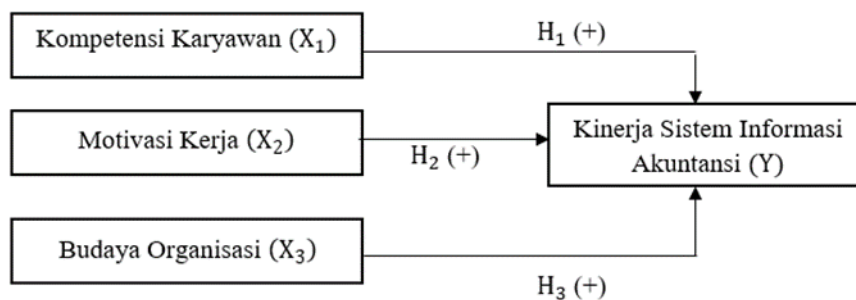 Kompetensi Karyawan (X₁)
H₁ (+)
Motivasi Kerja (X₂)
H₂ (+)
Kinerja Sistem Informasi
Akuntansi (Y)
Budaya Organisasi (X₃)
H₃ (+)